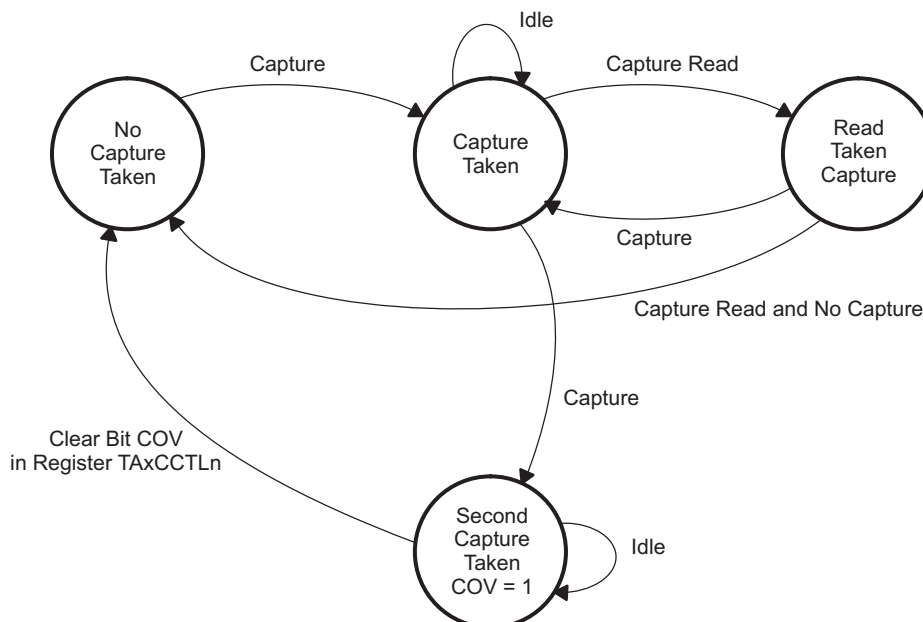 Idle
Capture
Capture Read
No
Capture
Taken
Capture
Taken
Read
Taken
Capture
Capture
Capture Read and No Capture
Capture
Clear Bit COV
in Register TAxCCTLn
Second
Capture
Taken
COV = 1
Idle